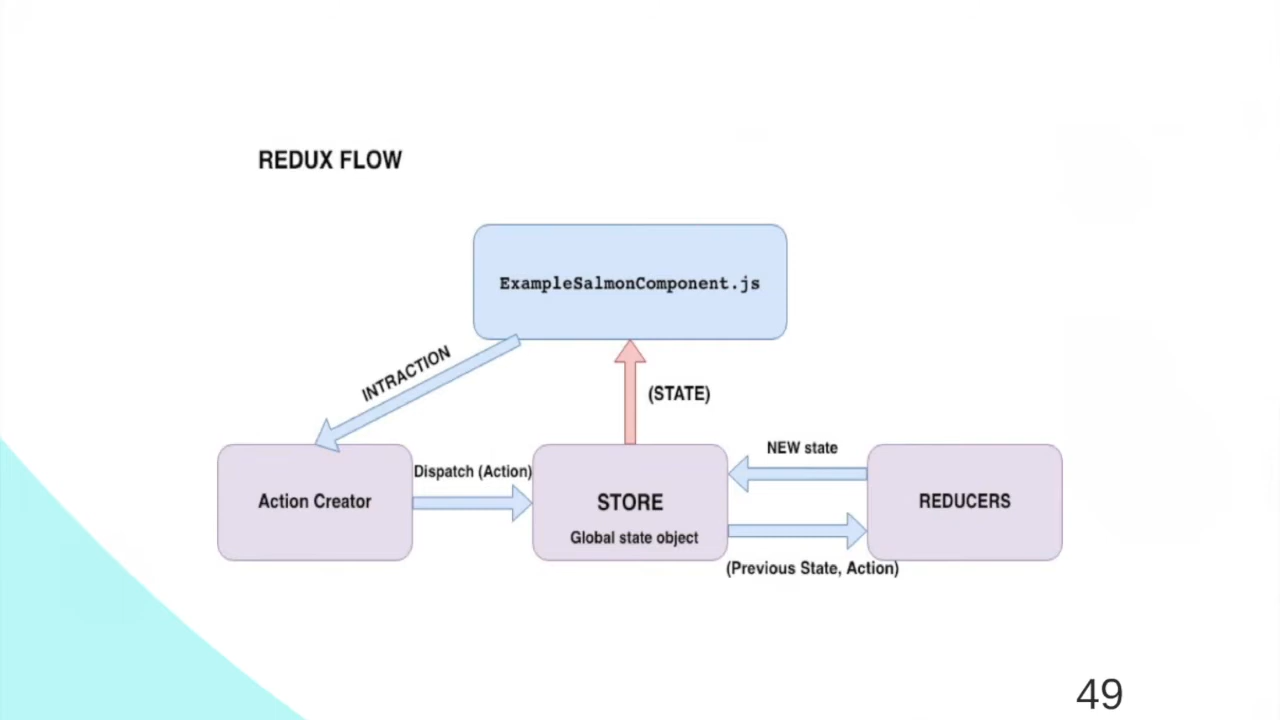 REDUX FLOW
ExampleSalmonComponent.js
INTRACTION
(STATE)
NEW state
Dispatch (Action)
Action Creator
STORE
REDUCERS
Global state object
(Previous State, Action)
49